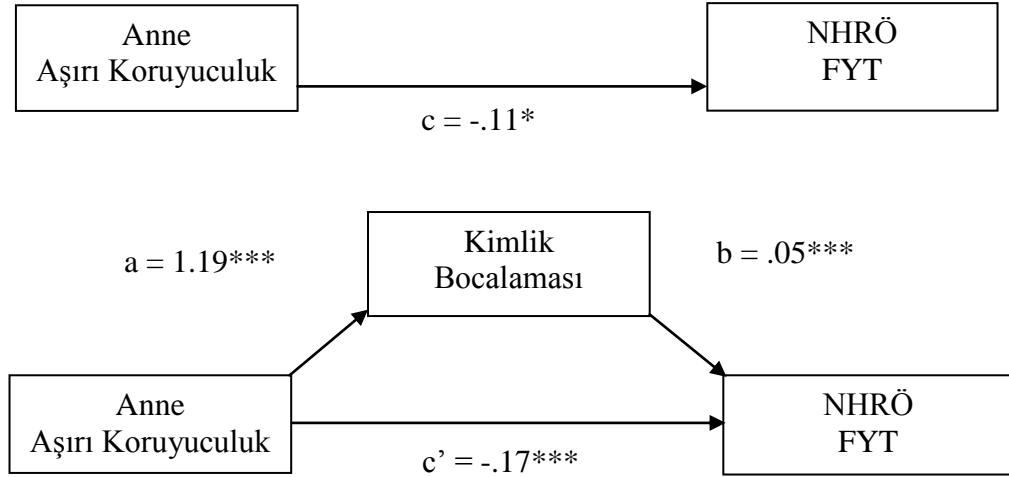 Anne
Aşırı Koruyuculuk
NHRÖ
FYT
c = -.11*
a = 1.19***
Kimlik
Bocalaması
b = .05***
Anne
Aşırı Koruyuculuk
NHRÖ
FYT
c’ = -.17***